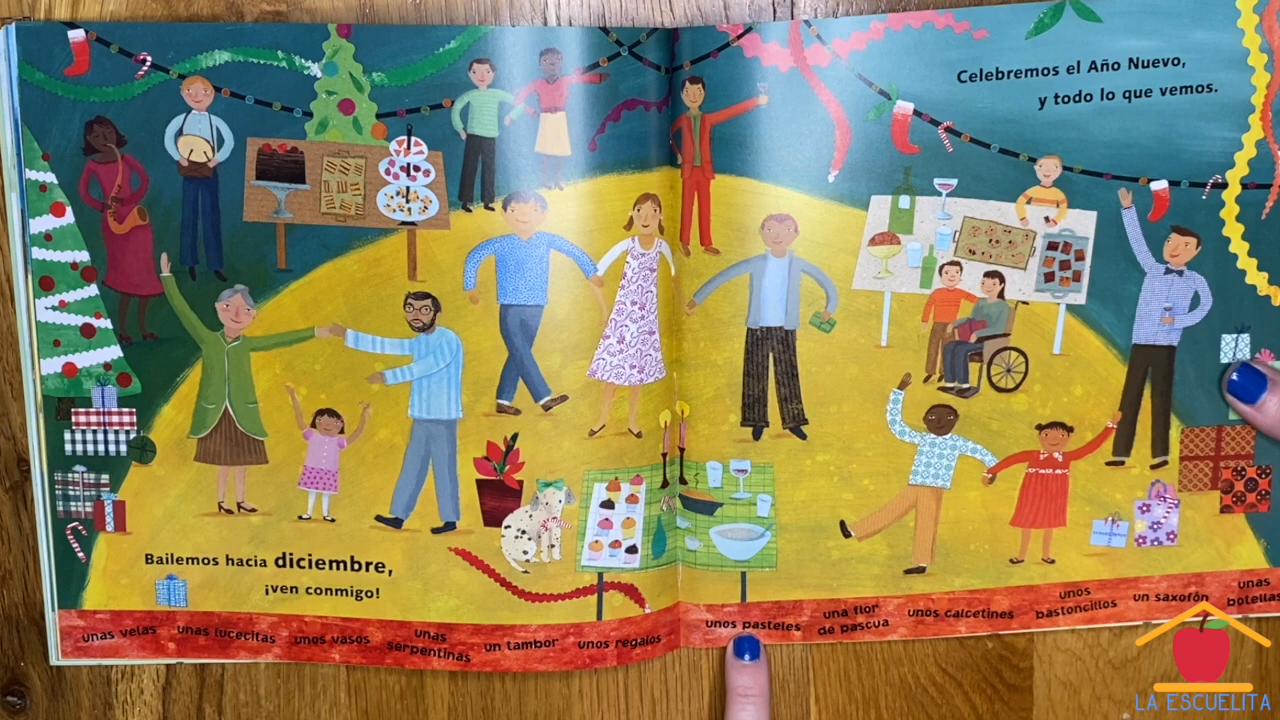 Celebremos el Año Nuevo,
y todo lo que vemos.
Bailemos hacia diciembre,
¡ven conmigo!
unas velas
unas lucecitas
unos vasos
unas
serpentinas
un tambor
unos regalos
unos pasteles
una flor
de pascua
unos calcetines
unos
bastoncillos
un saxofón
unas
botellas
LA ESCUELITA